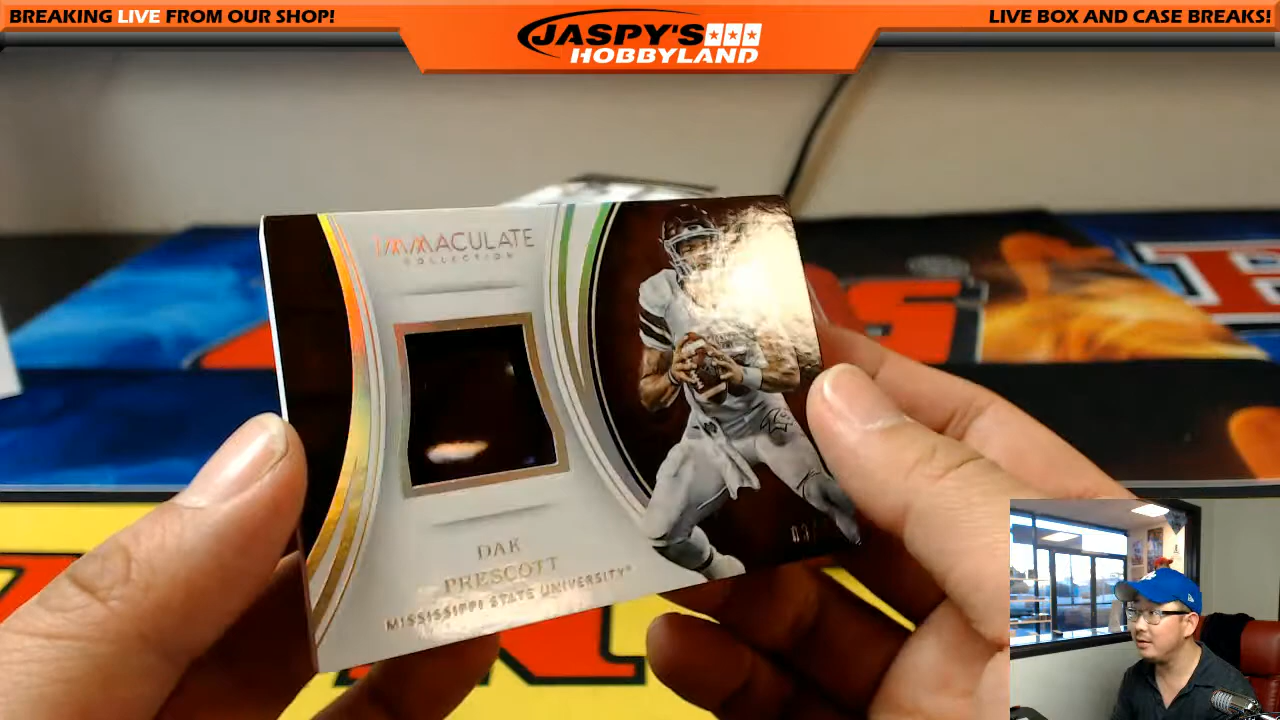 BREAKING LIVE FROM OUR SHOP!
JASPY'S
HOBBYLAND
LIVE BOX AND CASE BREAKS!
IMMACULATE
COLLECTION
DAK
PRESCOTT
MISSISSIPPI STATE UNIVERSITY